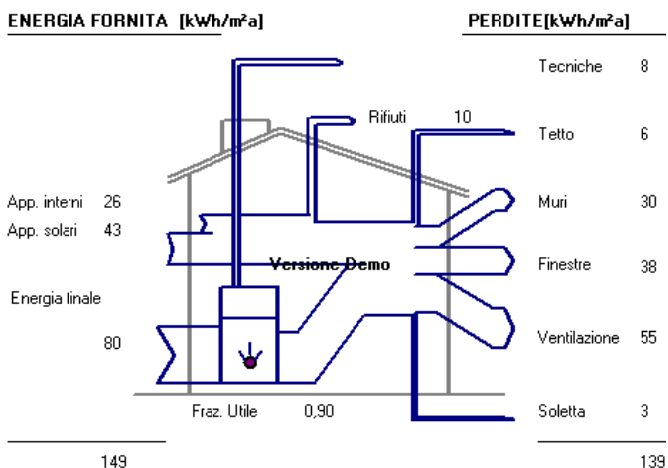 ENERGIA FORNITA [kWh/m²a]
PERDITE[kWh/m²a]
Tecniche 8
Rifiuti 10
Tetto 6
App. interni 26
Muri 30
App. solari 43
Versione Demo
Finestre 38
Energia finale
80
Ventilazione 55
Fraz. Utile 0,90
Soletta 3
149
139